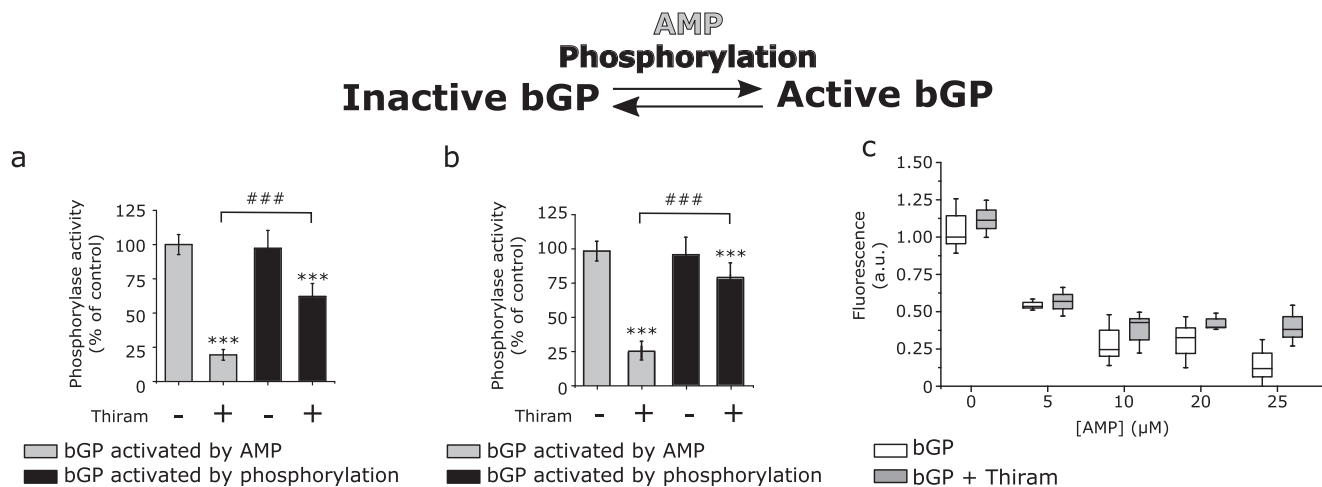 AMP
Phosphorylation
Inactive bGP
Active bGP
a
###
Phosphorylase activity
(% of control)
125
100
75
50
25
0
***
***
Thiram - + - +
bGP activated by AMP
bGP activated by phosphorylation
b
###
Phosphorylase activity
(% of control)
125
100
75
50
25
0
***
***
Thiram - + - +
bGP activated by AMP
bGP activated by phosphorylation
c
Fluorescence
(a.u.)
1.50
1.25
1.00
0.75
0.50
0.25
0
0 5 10 20 25
[AMP] (µM)
bGP
bGP + Thiram